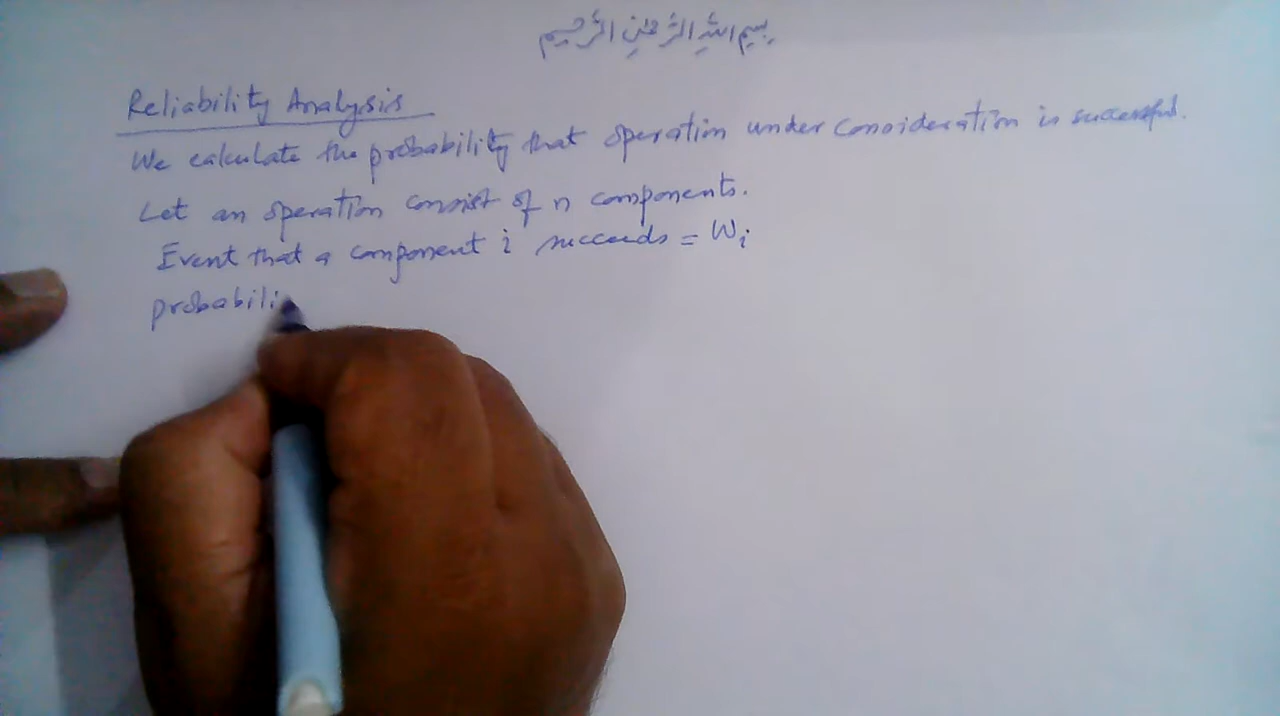 بسم الله الرحمن الرحيم
Reliability Analysis
We calculate the probability that operation under consideration is successful.
Let an operation consist of n components.
Event that a component i succeeds = Wi
probabili